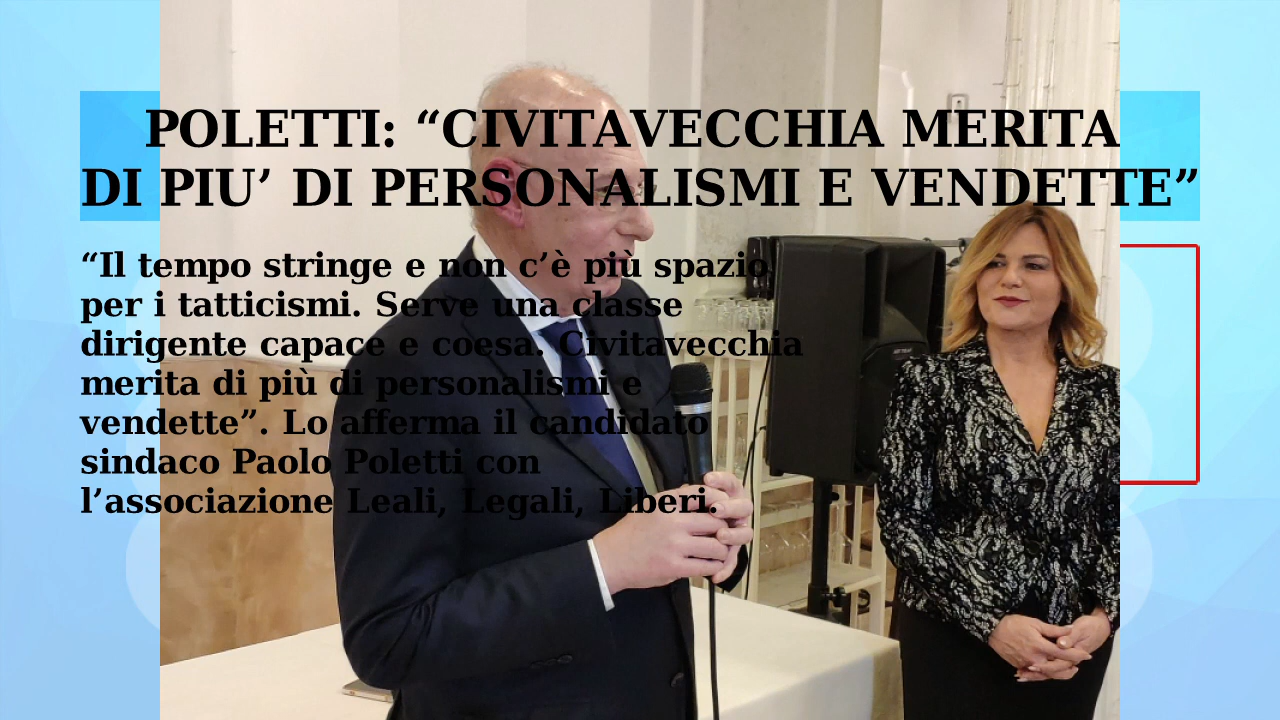 POLETTI: “CIVITAVECCHIA MERITA
DI PIU’ DI PERSONALISMI E VENDETTE”
“Il tempo stringe e non c’è più spazio
per i tatticismi. Serve una classe
dirigente capace e coesa. Civitavecchia
merita di più di personalismi e
vendette”. Lo afferma il candidato
sindaco Paolo Poletti con
l’associazione Leali, Legali, Liberi.